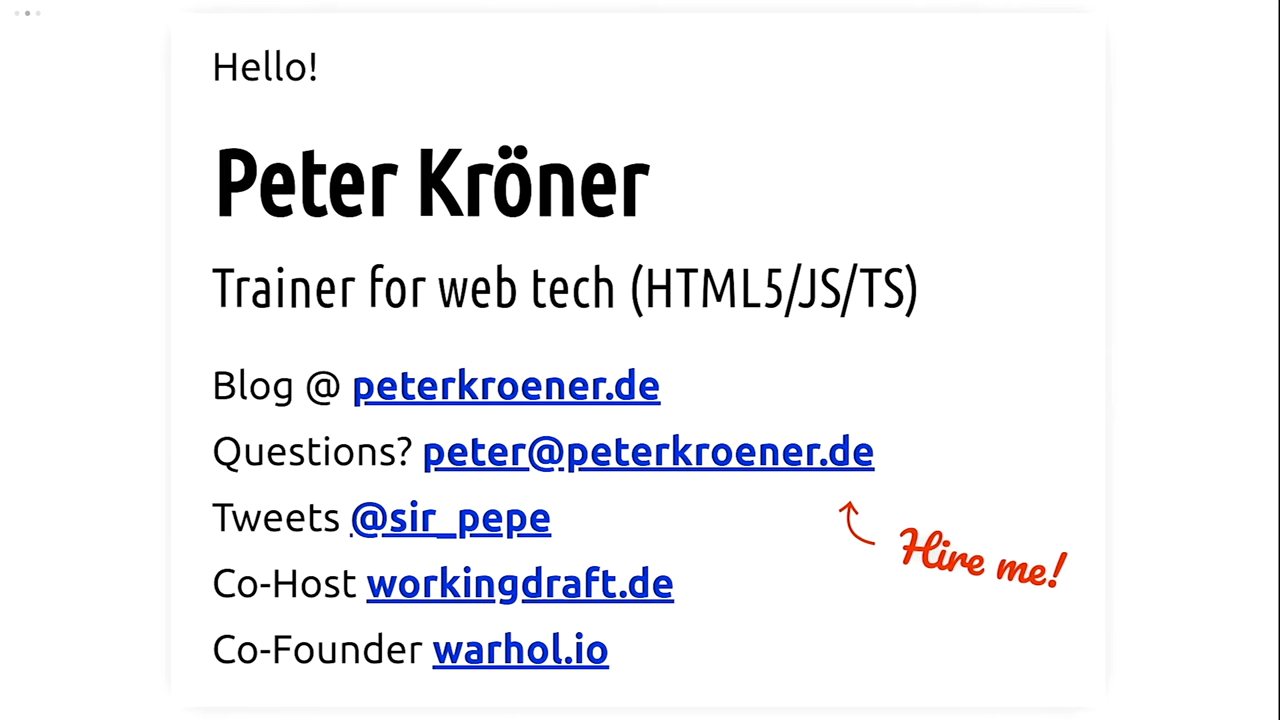 Hello!
Peter Kröner
Trainer for web tech (HTML5/JS/TS)
Blog @ peterkroener.de
Questions? peter@peterkroener.de
Tweets @sir_pepe
Hire me!
Co-Host workingdraft.de
Co-Founder warhol.io